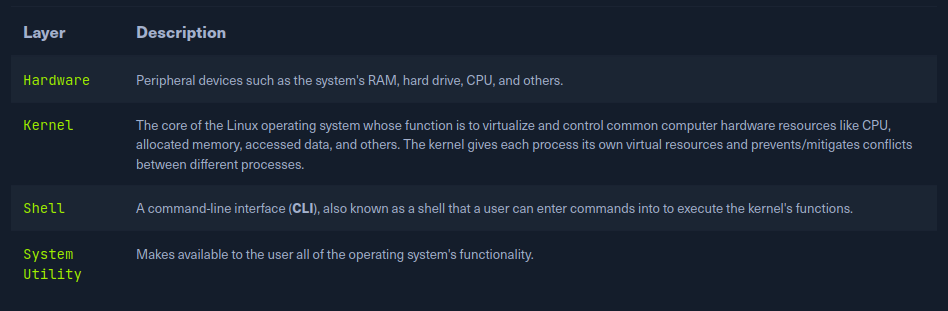 Layer Description
Hardware Peripheral devices such as the system's RAM, hard drive, CPU, and others.
Kernel The core of the Linux operating system whose function is to virtualize and control common computer hardware resources like CPU,
allocated memory, accessed data, and others. The kernel gives each process its own virtual resources and prevents/mitigates conflicts
between different processes.
Shell A command-line interface (CLI), also known as a shell that a user can enter commands into to execute the kernel's functions.
System Makes available to the user all of the operating system's functionality.
Utility